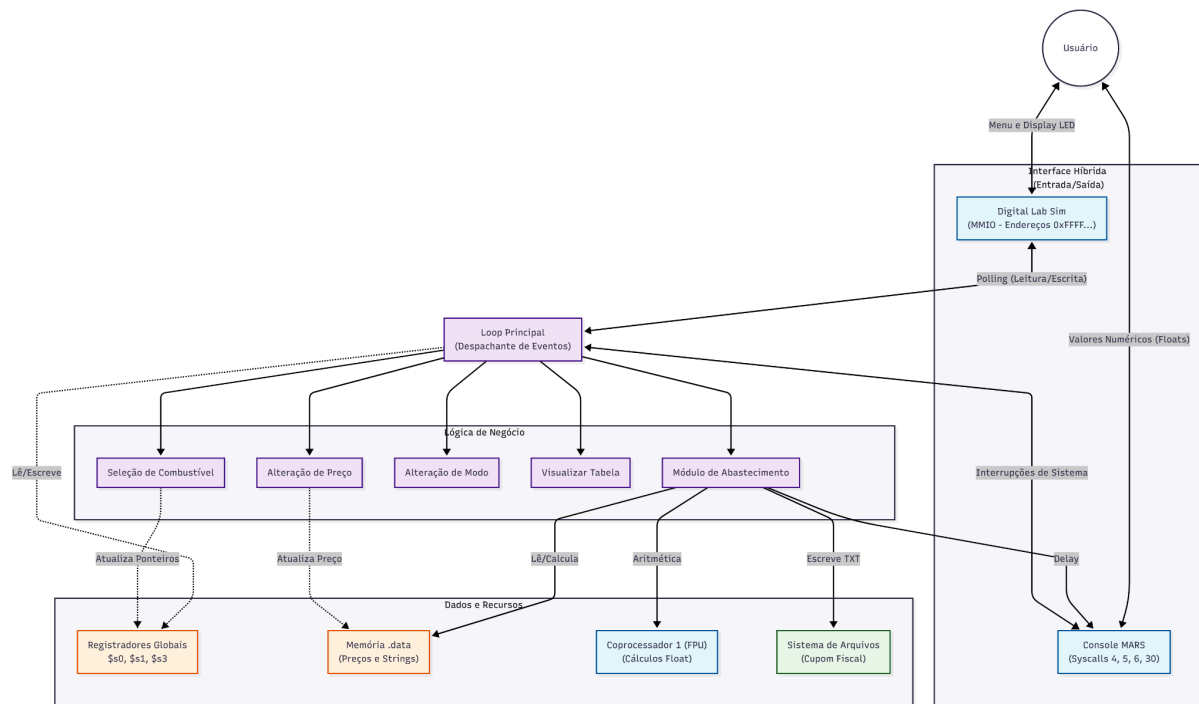 Usuário
Menu e Display LED
Interface Híbrida
(Entrada/Saída)
Digital Lab Sim
(MMIO - Endereços 0xFFFF...)
Polling (Leitura/Escrita)
Loop Principal
(Despachante de Eventos)
Valores Numéricos (Floats)
Lógica de Negócio
Lê/Escreve
Seleção de Combustível
Alteração de Preço
Alteração de Modo
Visualizar Tabela
Módulo de Abastecimento
Interrupções de Sistema
Atualiza Ponteiros
Atualiza Preço
Lê/Calcula
Aritmética
Escreve TXT
Delay
Dados e Recursos
Registradores Globais
$s0, $s1, $s3
Memória .data
(Preços e Strings)
Coprocessador 1 (FPU)
(Cálculos Float)
Sistema de Arquivos
(Cupom Fiscal)
Console MARS
(Syscalls 4, 5, 6, 30)